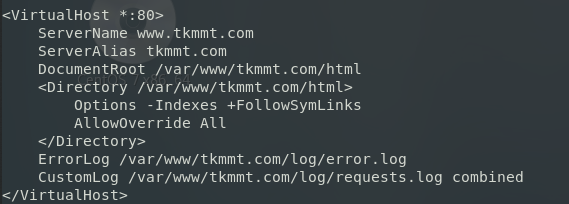 <VirtualHost *:80>
    ServerName www.tkmmt.com
    ServerAlias tkmmt.com
    DocumentRoot /var/www/tkmmt.com/html
    <Directory /var/www/tkmmt.com/html>
        Options -Indexes +FollowSymLinks
        AllowOverride All
    </Directory>
    ErrorLog /var/www/tkmmt.com/log/error.log
    CustomLog /var/www/tkmmt.com/log/requests.log combined
</VirtualHost>